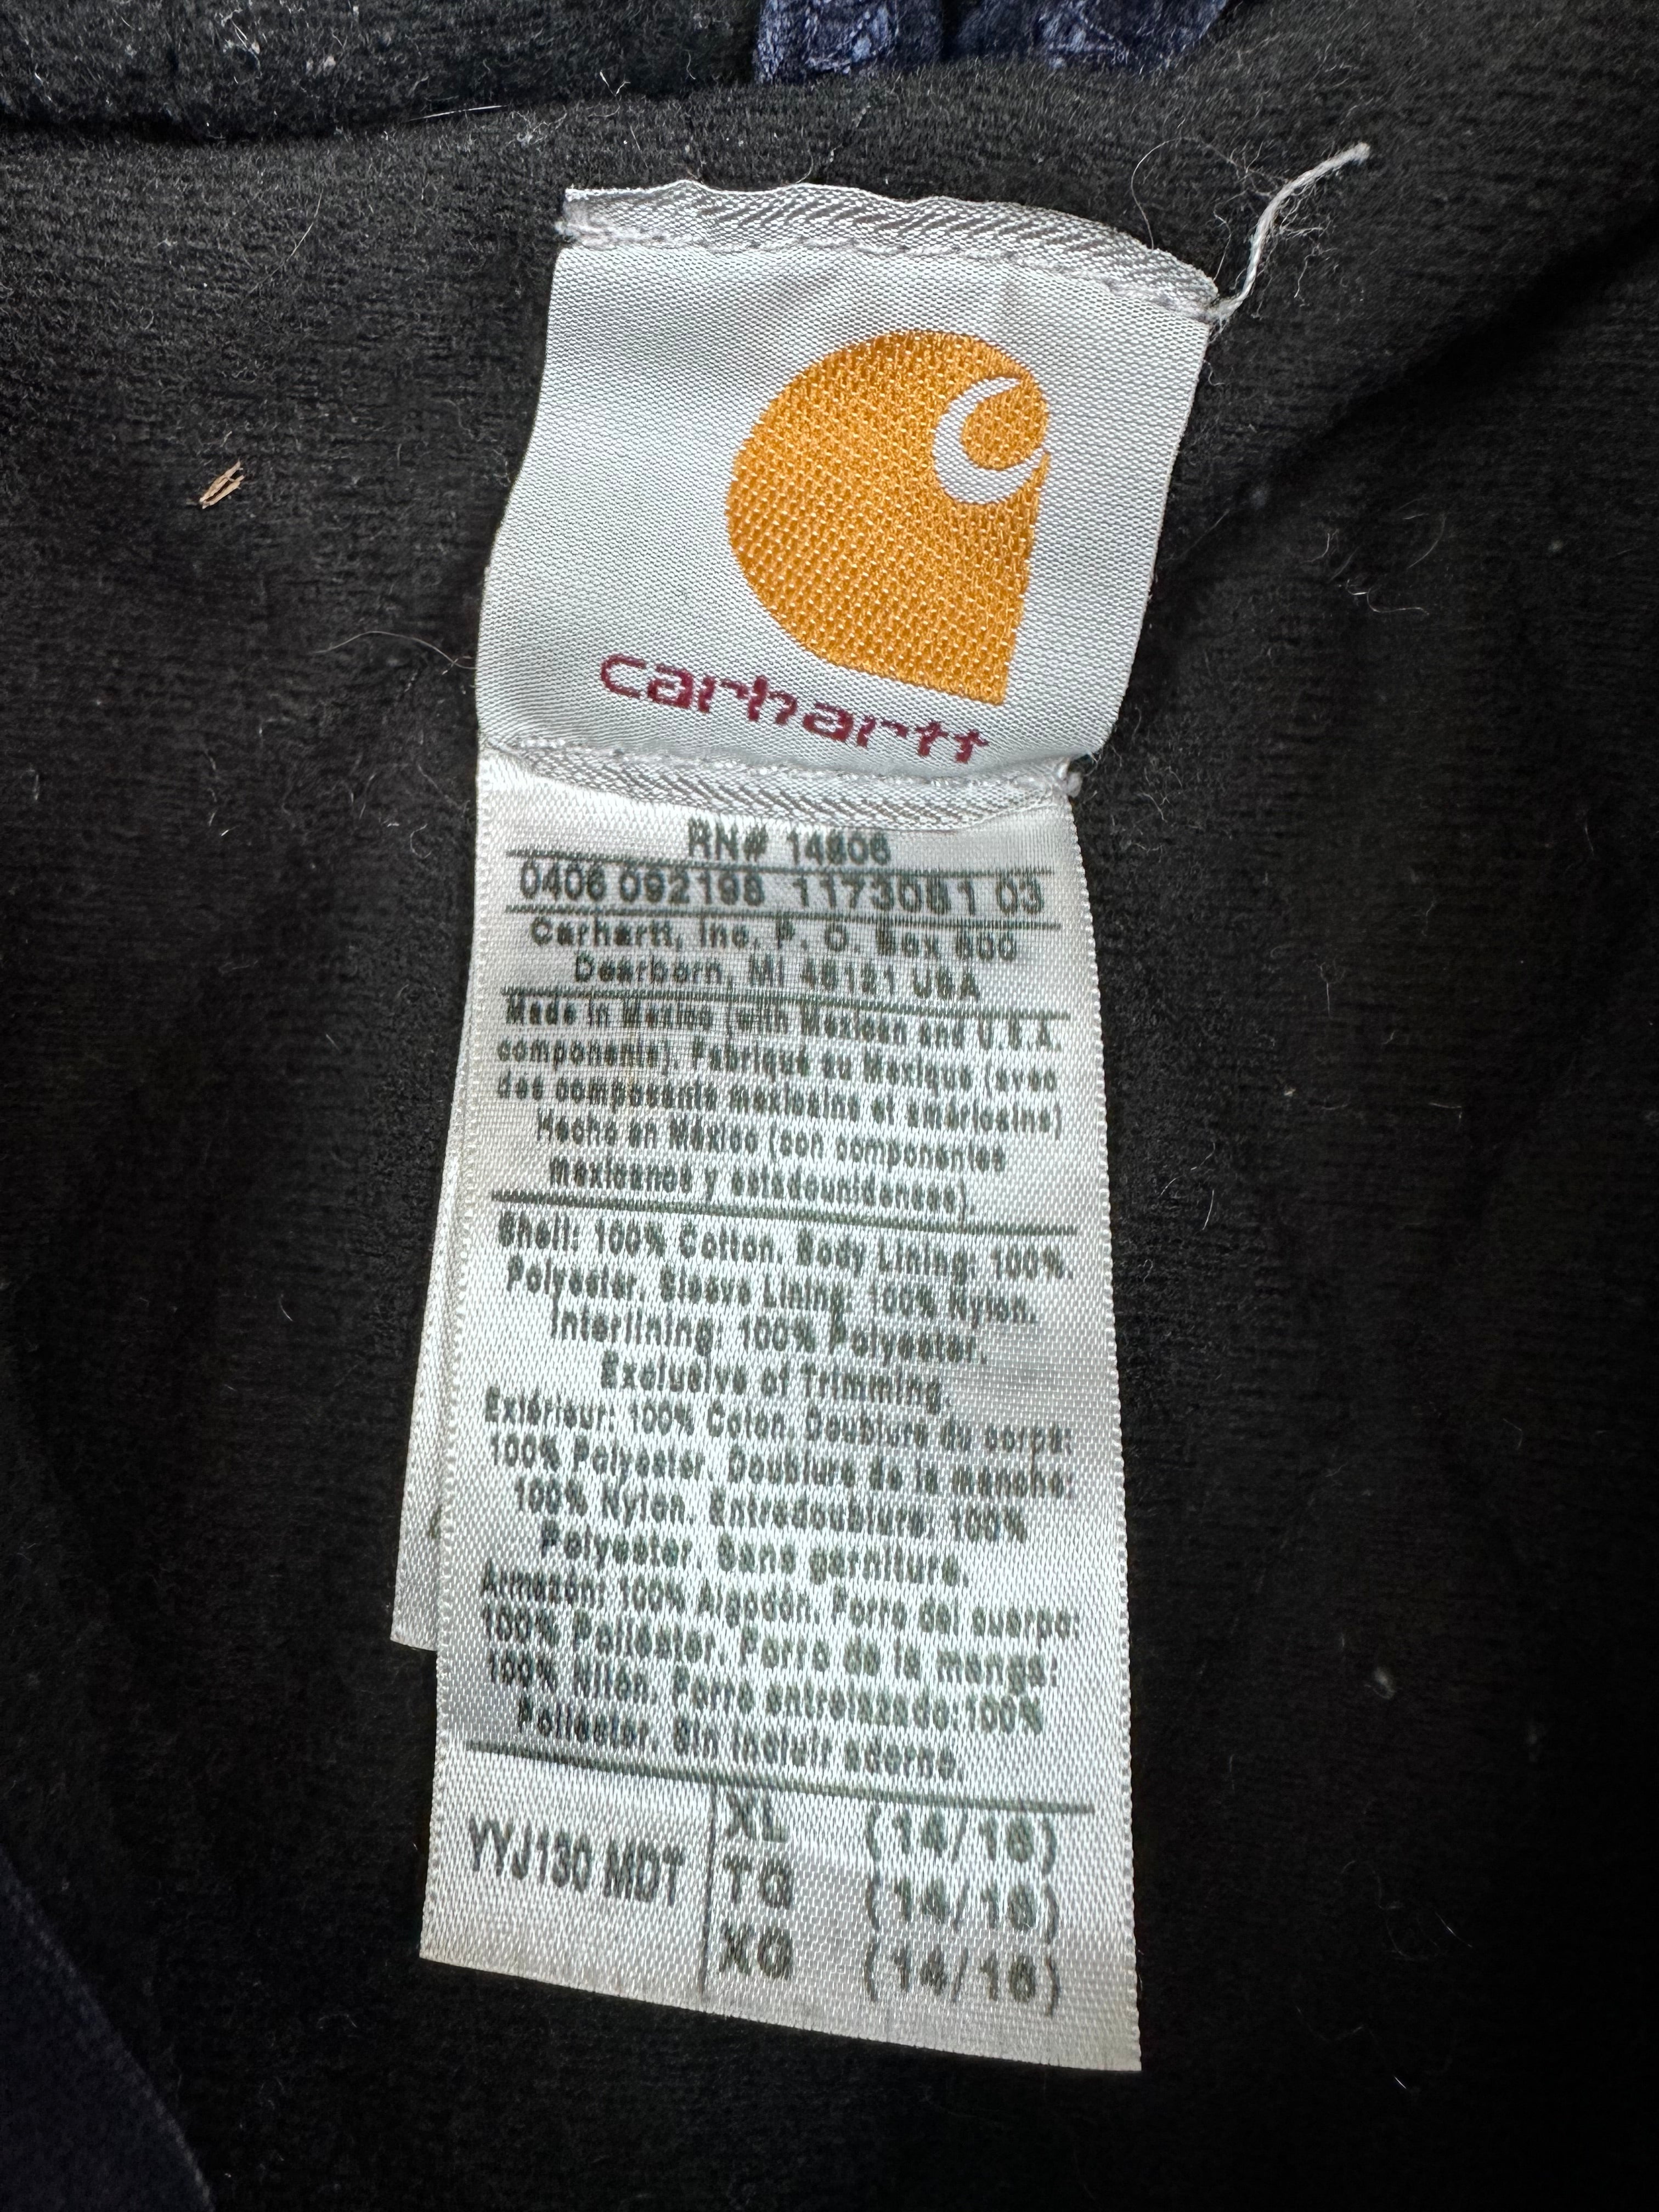 carhartt
RN# 14806
0406 092198 1173081 03
Carhartt, Inc. P. O. Box 600
Dearborn, MI 48121 USA
Made in Mexico (with Mexican and U.S.A.
components). Fabriqué au Mexique (avec
des composants mexicains et américains)
Hecho en México (con componentes
mexicanos y estadounidenses).
Shell: 100% Cotton. Body Lining: 100%
Polyester. Sleeve Lining: 100% Nylon.
Interlining: 100% Polyester.
Exclusive of Trimming.
Extérieur: 100% Coton. Doublure du corps:
100% Polyester. Doublure de la manche:
100% Nylon. Entredoublure: 100%
Polyester. Sans garniture.
Armazón: 100% Algodón. Forro del cuerpo:
100% Poliéster. Forro de la manga:
100% Nilón. Forro entrelazado: 100%
Poliéster. Sin incluir adorno.
YYJ130 MDT
XL (14/16)
TG (14/16)
XG (14/16)